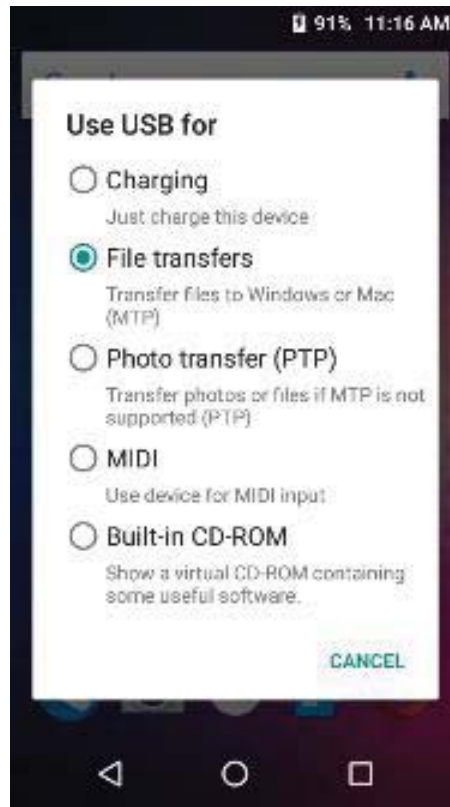 91% 11:16 AM
Use USB for
Charging
Just charge this device
File transfers
Transfer files to Windows or Mac
(MTP)
Photo transfer (PTP)
Transfer photos or files if MTP is not
supported (PTP)
MIDI
Use device for MIDI input
Built-in CD-ROM
Show a virtual CD-ROM containing
some useful software.
CANCEL